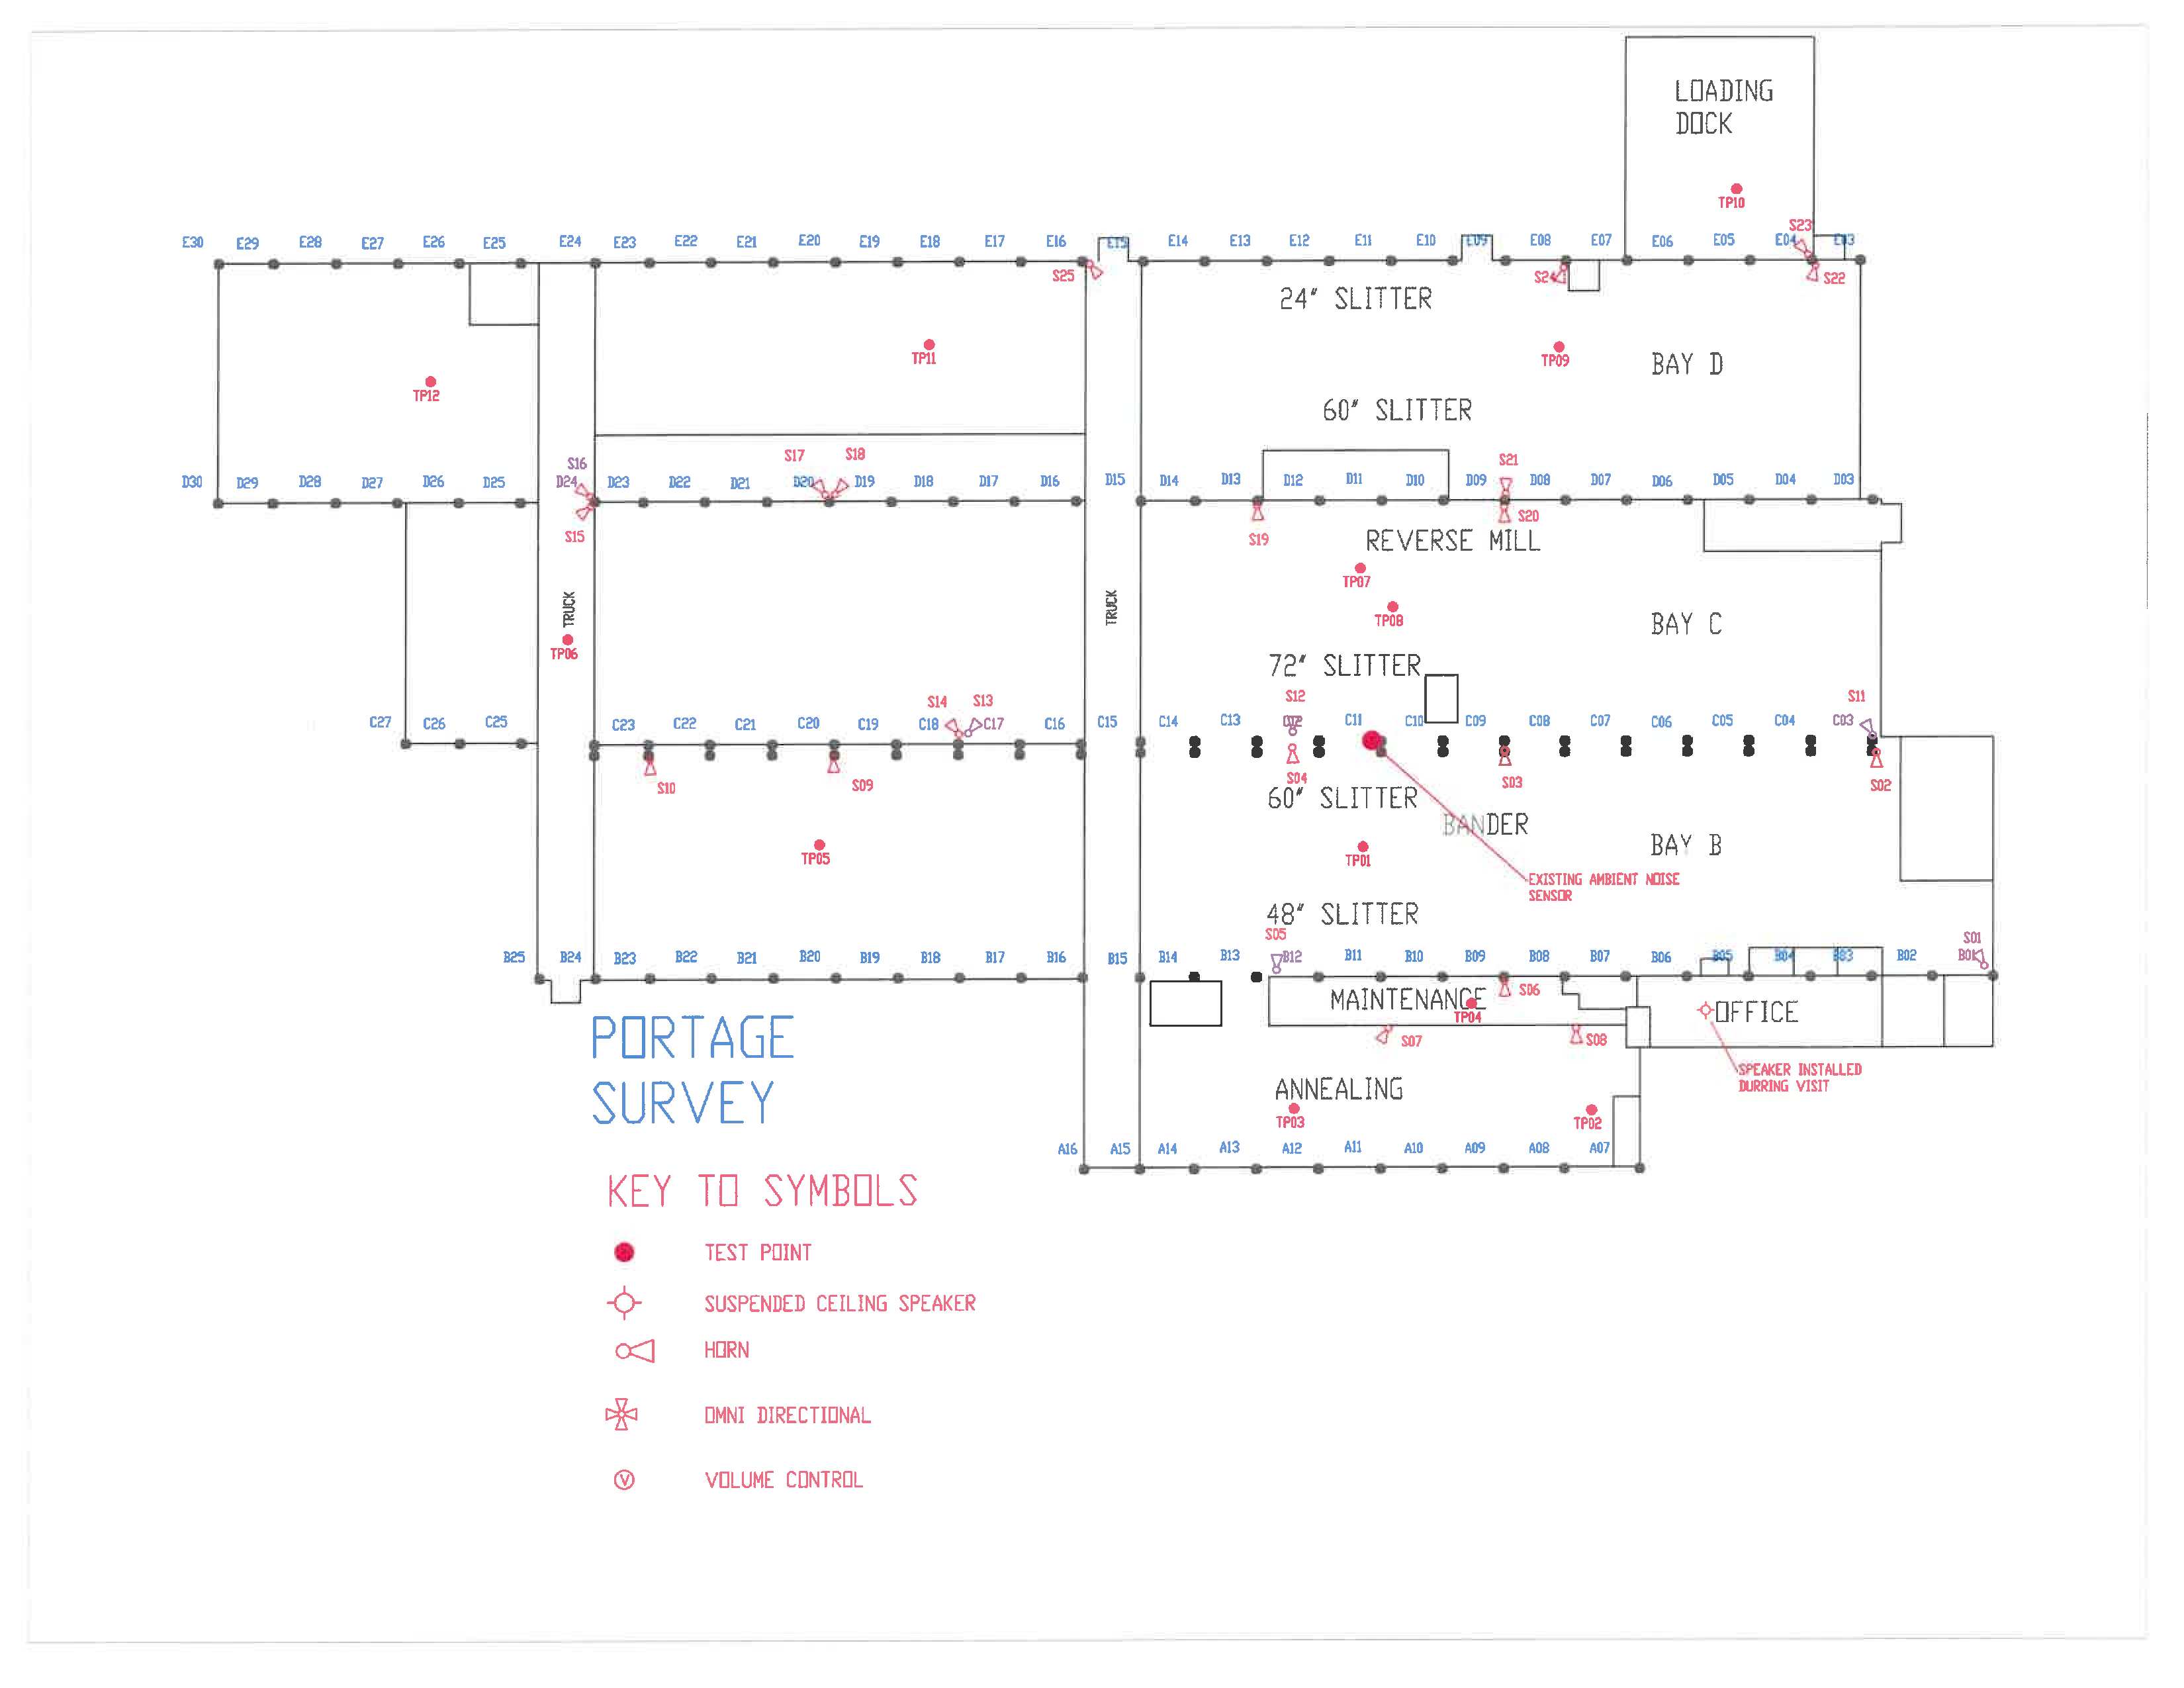 LOADING
DOCK
TP10
S23
E30 E29 E28 E27 E26 E25 E24 E23 E22 E21 E20 E19 E18 E17 E16 E15 E14 E13 E12 E11 E10 E09 E08 E07 E06 E05 E04 E03
S25 S24 S22
24" SLITTER
TP11 TP09 BAY D
TP12
60" SLITTER
S16 S17 S18 S21
D30 D29 D28 D27 D26 D25 D24 D23 D22 D21 D20 D19 D18 D17 D16 D15 D14 D13 D12 D11 D10 D09 D08 D07 D06 D05 D04 D03
S15 S19 S20
REVERSE MILL
TP07
TRUCK TRUCK
TP08 BAY C
TP06
72" SLITTER
S14 S13 S12 S11
C27 C26 C25 C23 C22 C21 C20 C19 C18 C17 C16 C15 C14 C13 C12 C11 C10 C09 C08 C07 C06 C05 C04 C03
S10 S09 S04 S03 S02
60" SLITTER
BANDER
TP05 TP01 BAY B
EXISTING AMBIENT NOISE
SENSOR
48" SLITTER
S05 S01
B25 B24 B23 B22 B21 B20 B19 B18 B17 B16 B15 B14 B13 B12 B11 B10 B09 B08 B07 B06 B05 B04 B03 B02 B01
S06
MAINTENANCE OFFICE
TP04
S07 S08
PORTAGE
SURVEY
SPEAKER INSTALLED
DURRING VISIT
ANNEALING
TP03 TP02
A16 A15 A14 A13 A12 A11 A10 A09 A08 A07
KEY TO SYMBOLS
TEST POINT
SUSPENDED CEILING SPEAKER
HORN
OMNI DIRECTIONAL
V VOLUME CONTROL